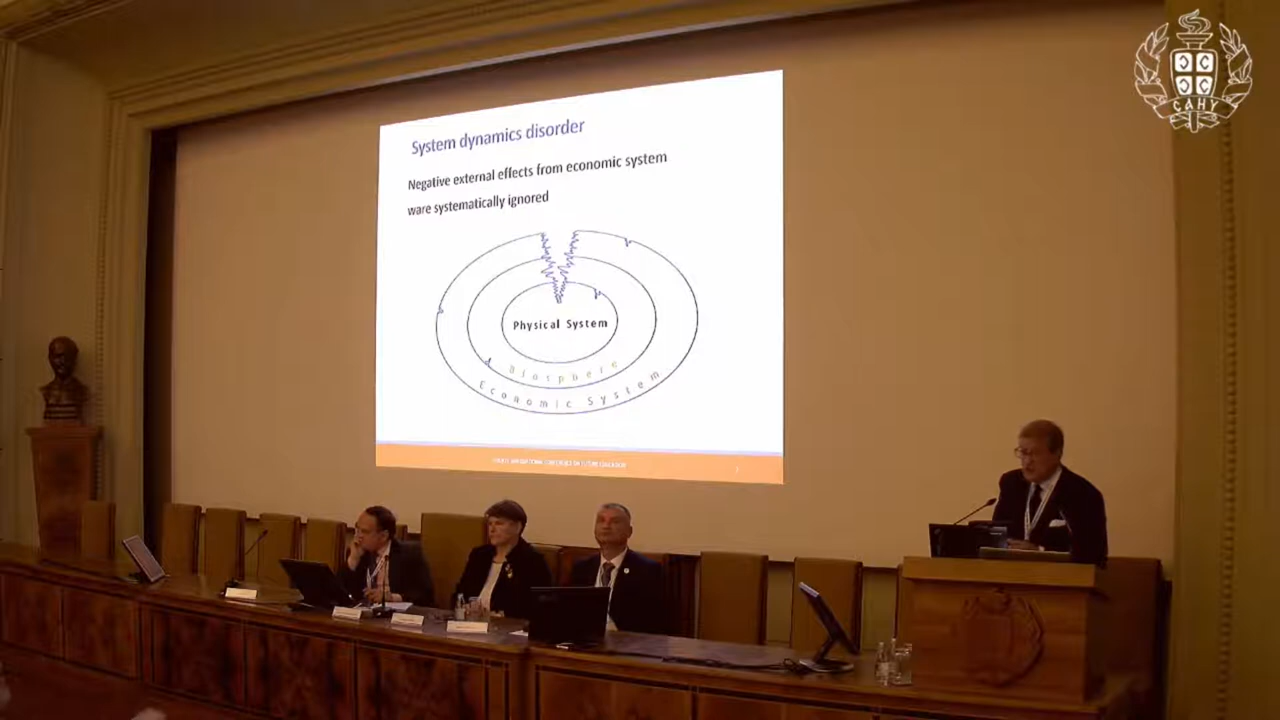 System dynamics disorder
Negative external effects from economic system
ware systematically ignored
Physical System
Biosphere
Economic System
САНУ